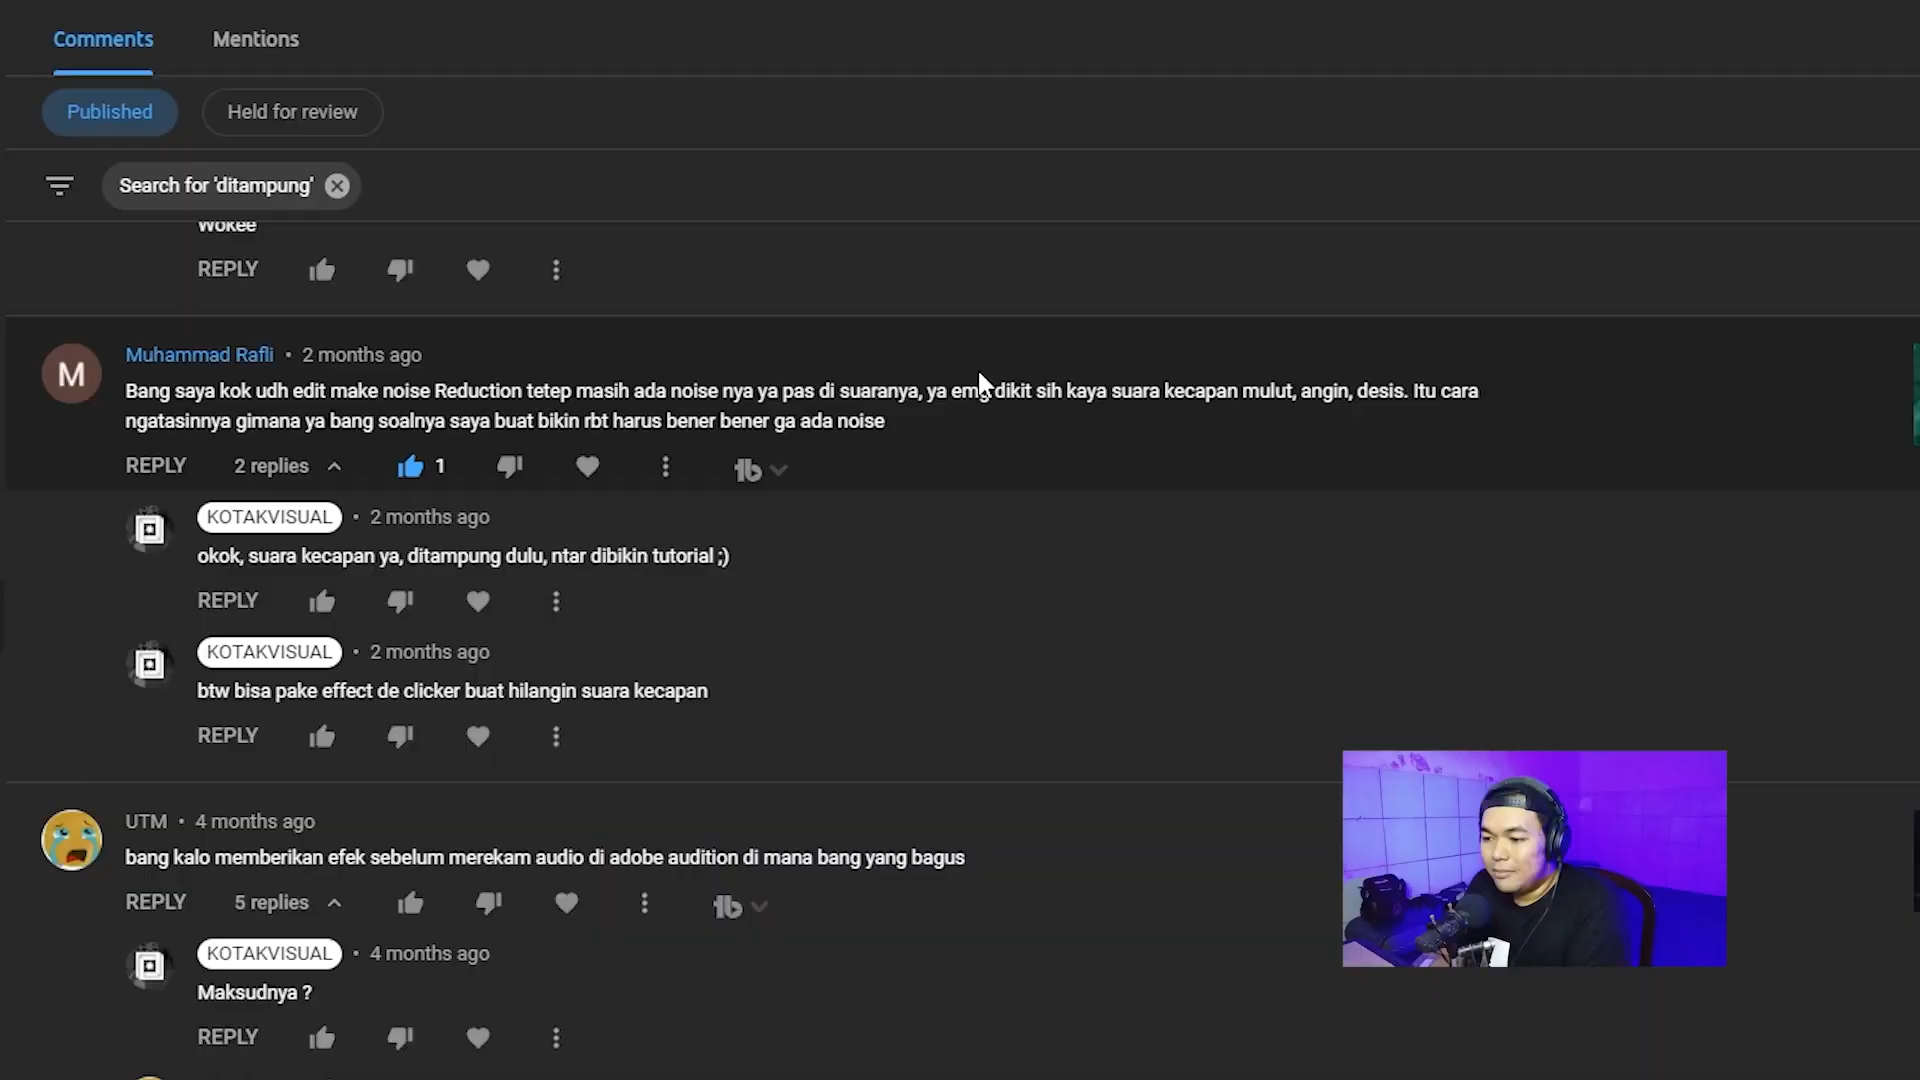 Comments Mentions
Published Held for review
Search for 'ditampung'
Wokee
REPLY
M
Muhammad Rafli • 2 months ago
Bang saya kok udh edit make noise Reduction tetep masih ada noise nya ya pas di suaranya, ya emg dikit sih kaya suara kecapan mulut, angin, desis. Itu cara
ngatasinnya gimana ya bang soalnya saya buat bikin rbt harus bener bener ga ada noise
REPLY 2 replies 1
KOTAKVISUAL • 2 months ago
okok, suara kecapan ya, ditampung dulu, ntar dibikin tutorial ;)
REPLY
KOTAKVISUAL • 2 months ago
btw bisa pake effect de clicker buat hilangin suara kecapan
REPLY
UTM • 4 months ago
bang kalo memberikan efek sebelum merekam audio di adobe audition di mana bang yang bagus
REPLY 5 replies
KOTAKVISUAL • 4 months ago
Maksudnya ?
REPLY